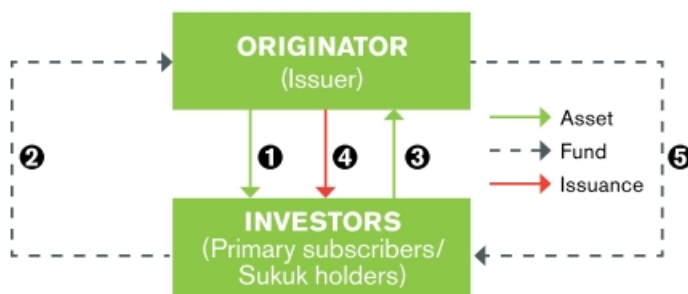 ORIGINATOR
(Issuer)
❷
❶
❹
❸
❺
Asset
Fund
Issuance
INVESTORS
(Primary subscribers/
Sukuk holders)